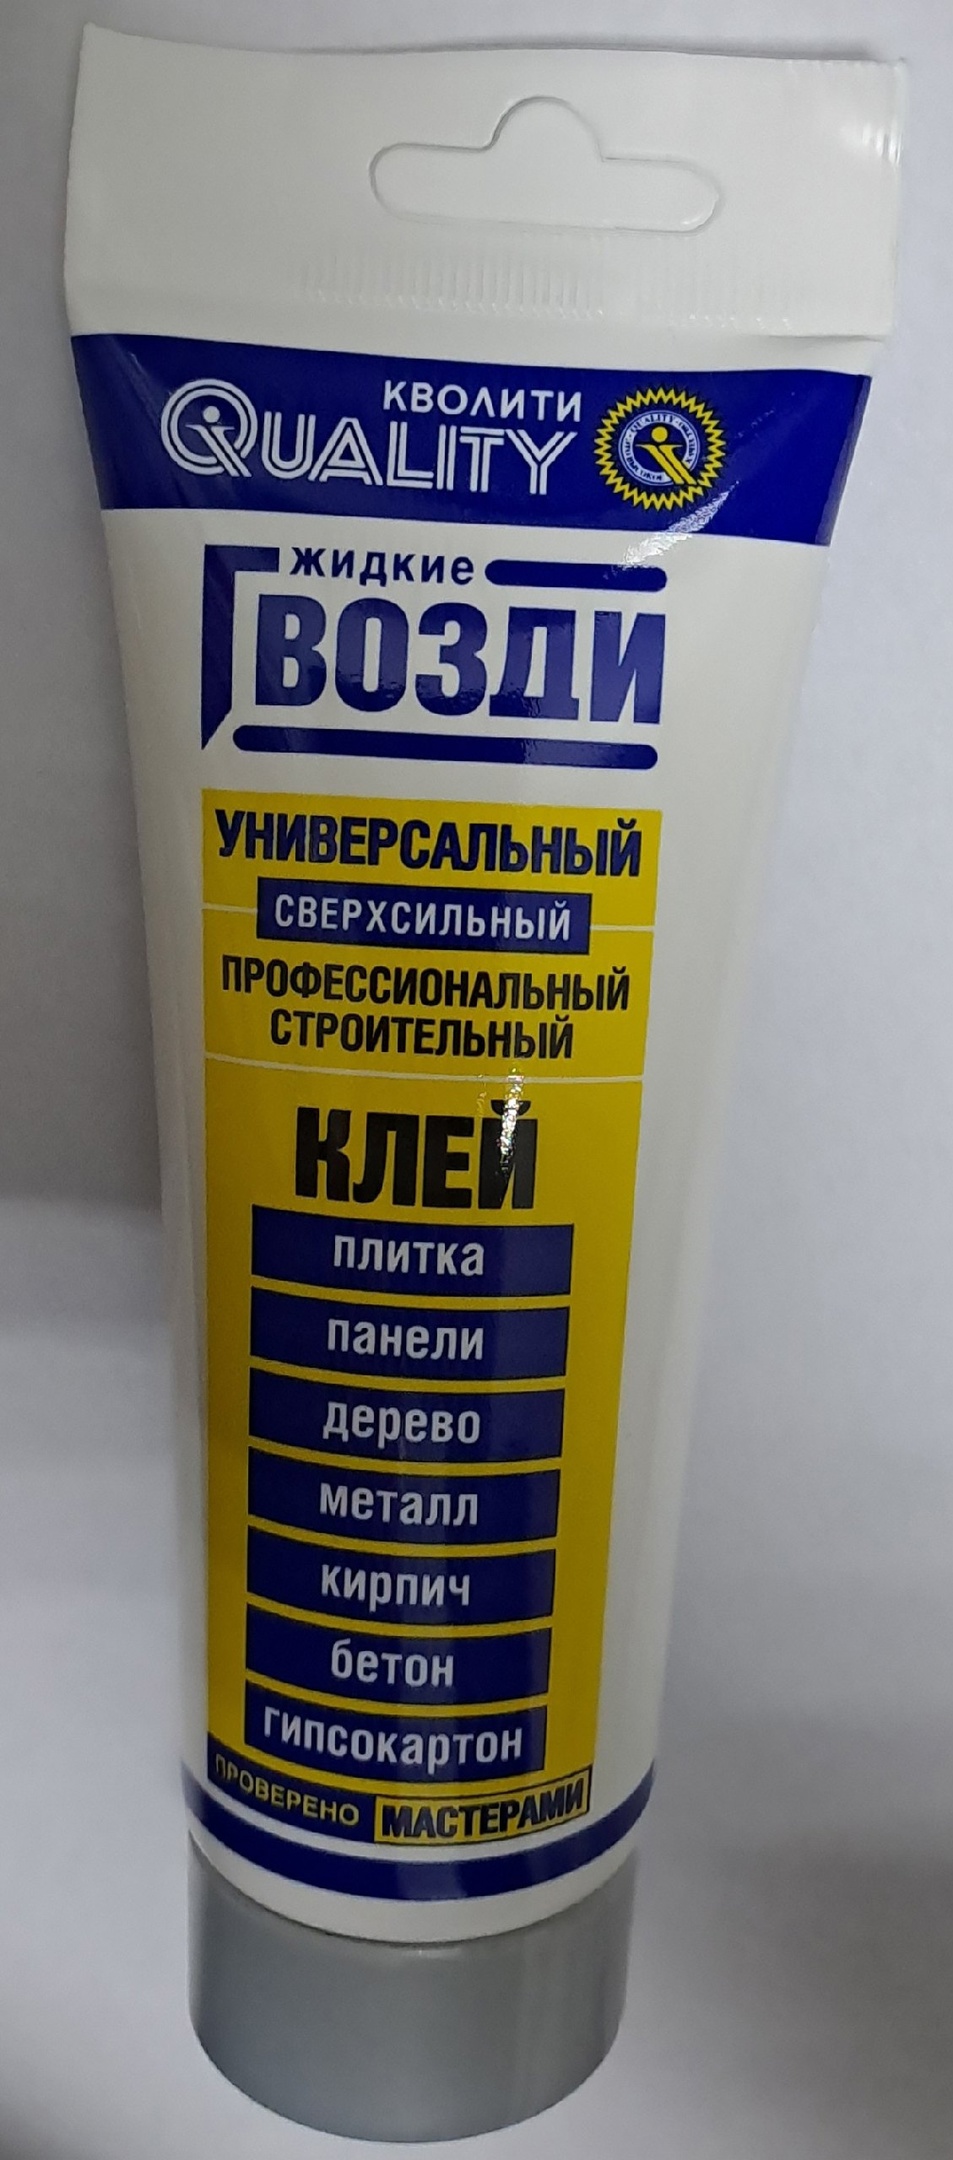 КВОЛИТИ
QUALITY
ЖИДКИЕ
ГВОЗДИ
УНИВЕРСАЛЬНЫЙ
СВЕРХСИЛЬНЫЙ
ПРОФЕССИОНАЛЬНЫЙ
СТРОИТЕЛЬНЫЙ
КЛЕЙ
плитка
панели
дерево
металл
кирпич
бетон
гипсокартон
ПРОВЕРЕНО МАСТЕРАМИ